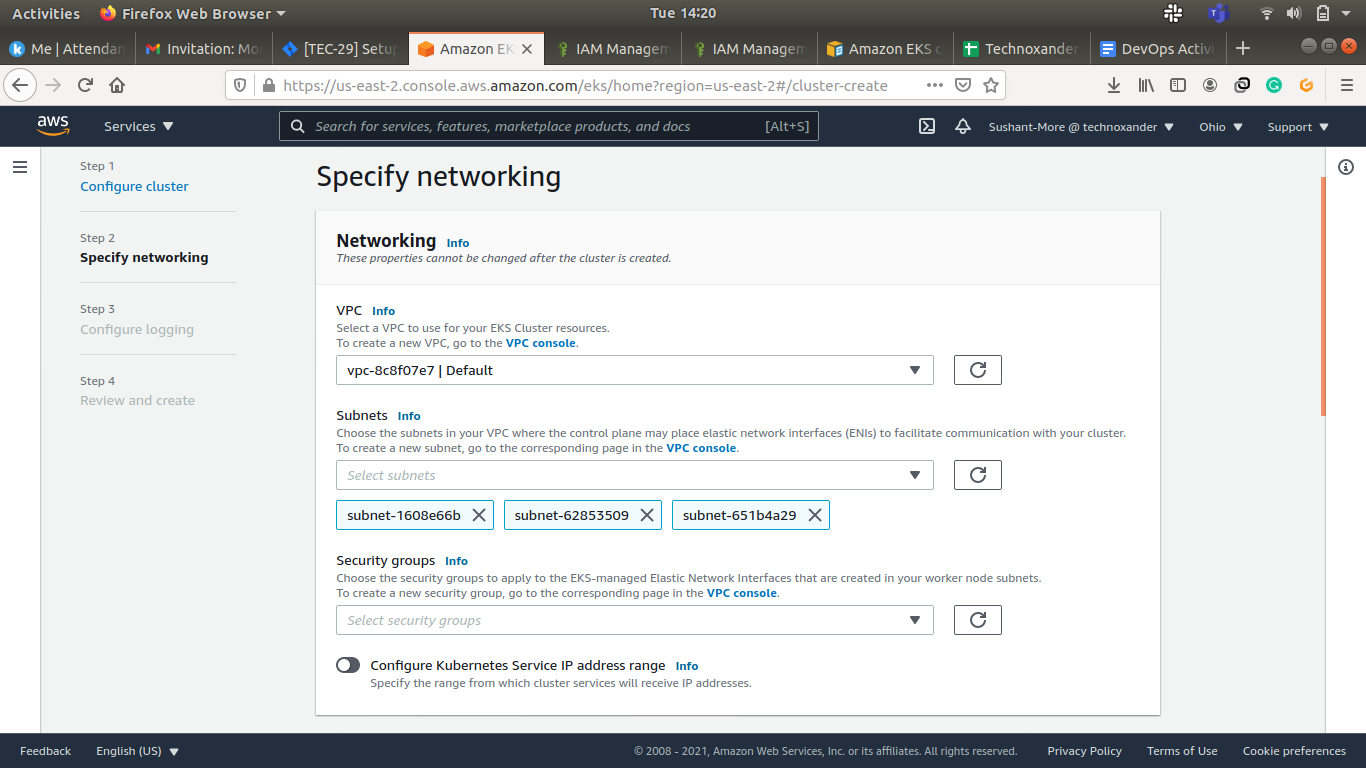 Activities Firefox Web Browser Tue 14:20
Me | Attendan Invitation: Mo [TEC-29] Setup Amazon EK IAM Managem IAM Managem Amazon EKS c Technoxander DevOps Activi
https://us-east-2.console.aws.amazon.com/eks/home?region=us-east-2#/cluster-create
aws Services Search for services, features, marketplace products, and docs [Alt+S] Sushant-More @ technoxander Ohio Support
Step 1
Configure cluster
Step 2
Specify networking
Step 3
Configure logging
Step 4
Review and create
Specify networking
Networking Info
These properties cannot be changed after the cluster is created.
VPC Info
Select a VPC to use for your EKS Cluster resources.
To create a new VPC, go to the VPC console.
vpc-8c8f07e7 | Default
Subnets Info
Choose the subnets in your VPC where the control plane may place elastic network interfaces (ENIs) to facilitate communication with your cluster.
To create a new subnet, go to the corresponding page in the VPC console.
Select subnets
subnet-1608e66b subnet-62853509 subnet-651b4a29
Security groups Info
Choose the security groups to apply to the EKS-managed Elastic Network Interfaces that are created in your worker node subnets.
To create a new security group, go to the corresponding page in the VPC console.
Select security groups
Configure Kubernetes Service IP address range Info
Specify the range from which cluster services will receive IP addresses.
Feedback English (US) © 2008 - 2021, Amazon Web Services, Inc. or its affiliates. All rights reserved. Privacy Policy Terms of Use Cookie preferences